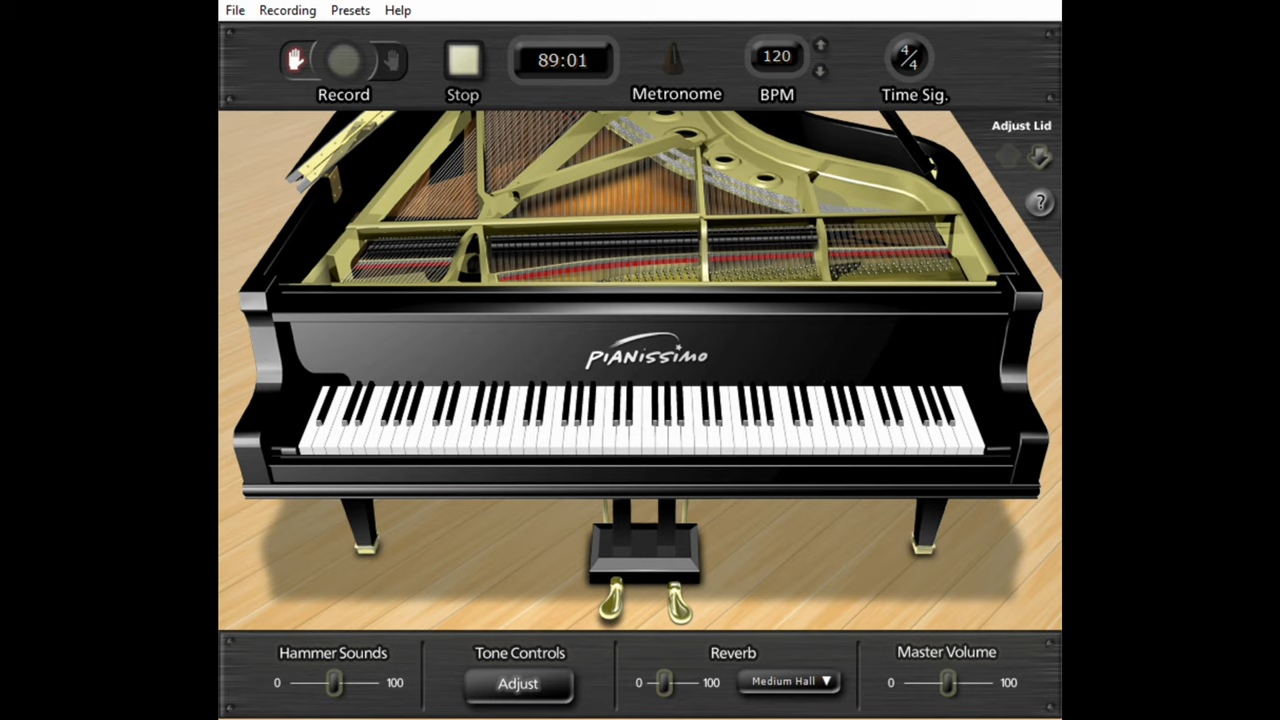 File Recording Presets Help
89:01
120
4/4
Record Stop Metronome BPM Time Sig.
Adjust Lid
?
PIANISSIMO
Hammer Sounds Tone Controls Reverb Master Volume
0 100 Adjust 0 100 Medium Hall ▼ 0 100